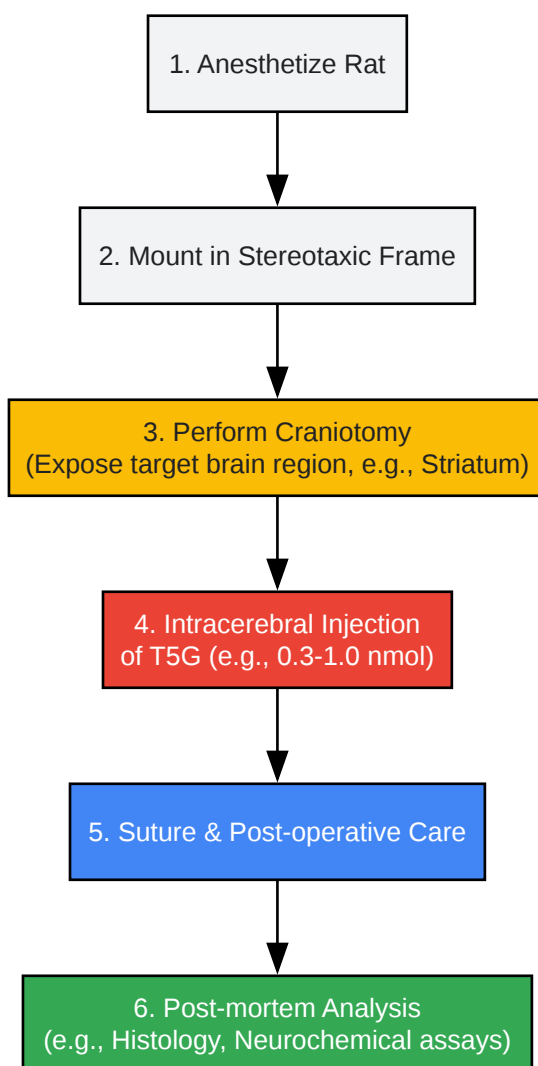 1. Anesthetize Rat
2. Mount in Stereotaxic Frame
3. Perform Craniotomy
(Expose target brain region, e.g., Striatum)
4. Intracerebral Injection
of T5G (e.g., 0.3-1.0 nmol)
5. Suture & Post-operative Care
6. Post-mortem Analysis
(e.g., Histology, Neurochemical assays)